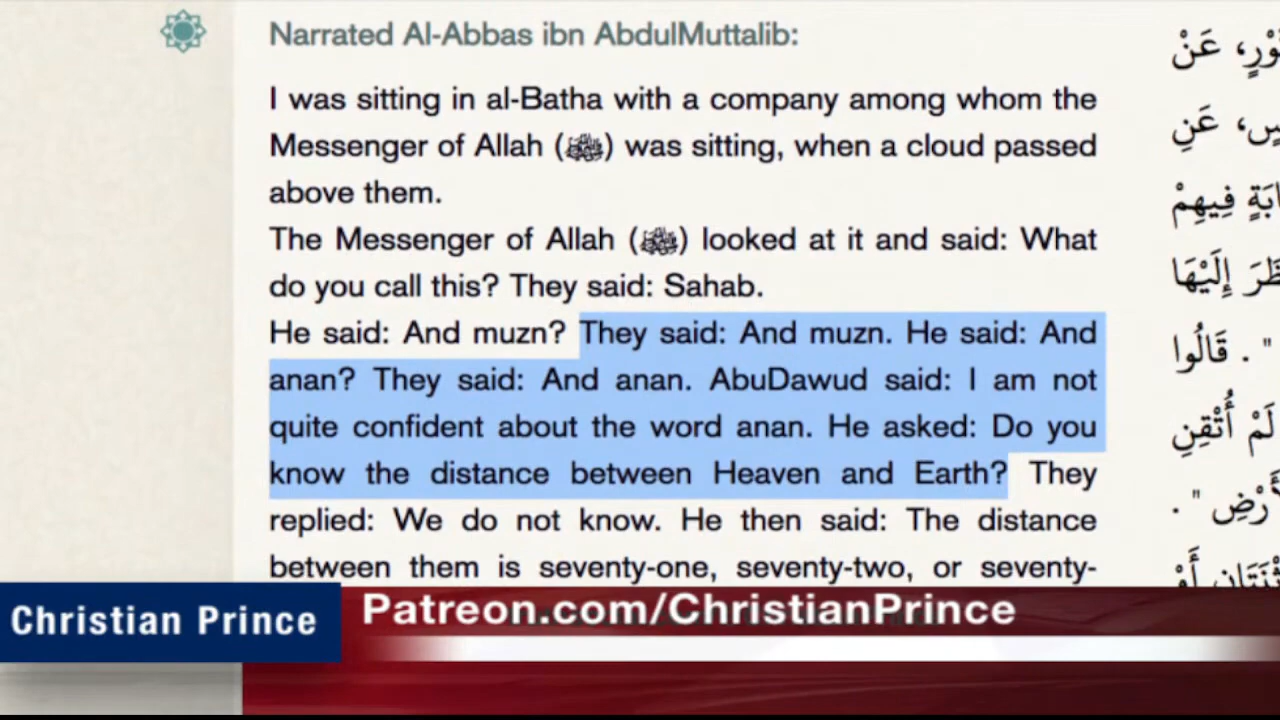 Narrated Al-Abbas ibn AbdulMuttalib:
I was sitting in al-Batha with a company among whom the
Messenger of Allah (ﷺ) was sitting, when a cloud passed
above them.
The Messenger of Allah (ﷺ) looked at it and said: What
do you call this? They said: Sahab.
He said: And muzn? They said: And muzn. He said: And
anan? They said: And anan. AbuDawud said: I am not
quite confident about the word anan. He asked: Do you
know the distance between Heaven and Earth? They
replied: We do not know. He then said: The distance
between them is seventy-one, seventy-two, or seventy-
عَنْ
عَنِ
فِيهِمْ
إِلَيْهَا
" . قَالُوا
لَمْ أُتْقِنِ
" .
أَوْ
Christian Prince
Patreon.com/ChristianPrince